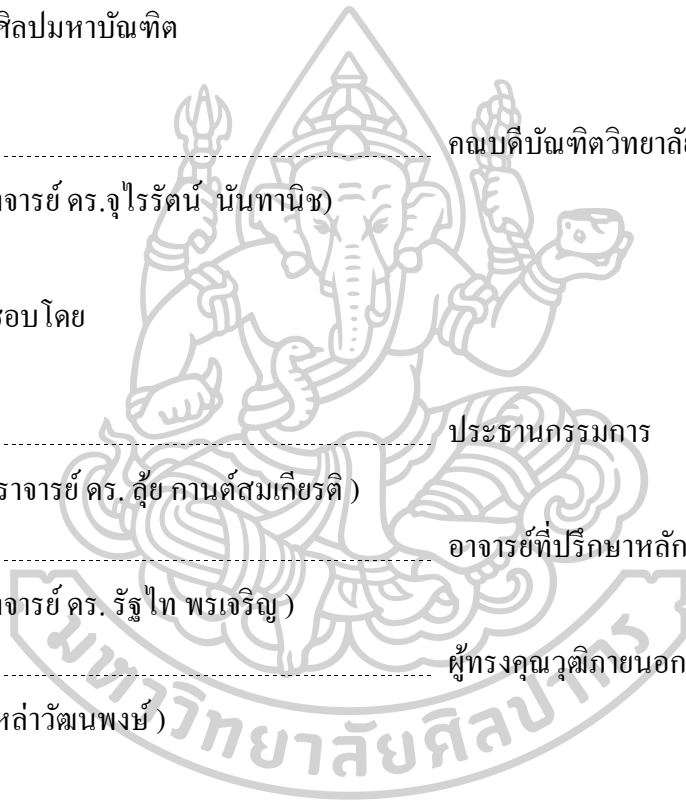 ศิลปมหาบัณฑิต
คณบดีบัณฑิตวิทยาลัย
าจารย์ ดร.จุไรรัตน์ นันทานิช)
สอบโดย
ประธานกรรมการ
ราจารย์ ดร. ลุ้ย กานต์สมเกียรติ )
อาจารย์ที่ปรึกษาหลัก
าจารย์ ดร. รัฐไท พรเจริญ )
ผู้ทรงคุณวุฒิภายนอก
หล่าวัฒนพงษ์ )
มหาวิทยาลัยศิลปากร